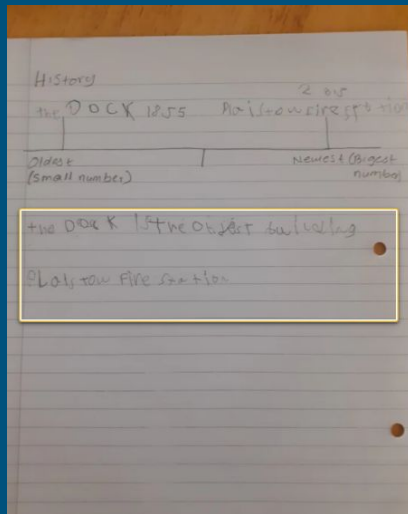 History
2 015
the DOCK 1855 Plaistow fire station
Oldest Newest (Bigest
(small number) number)
the DOCK is the oldest building
Plaistow Fire station